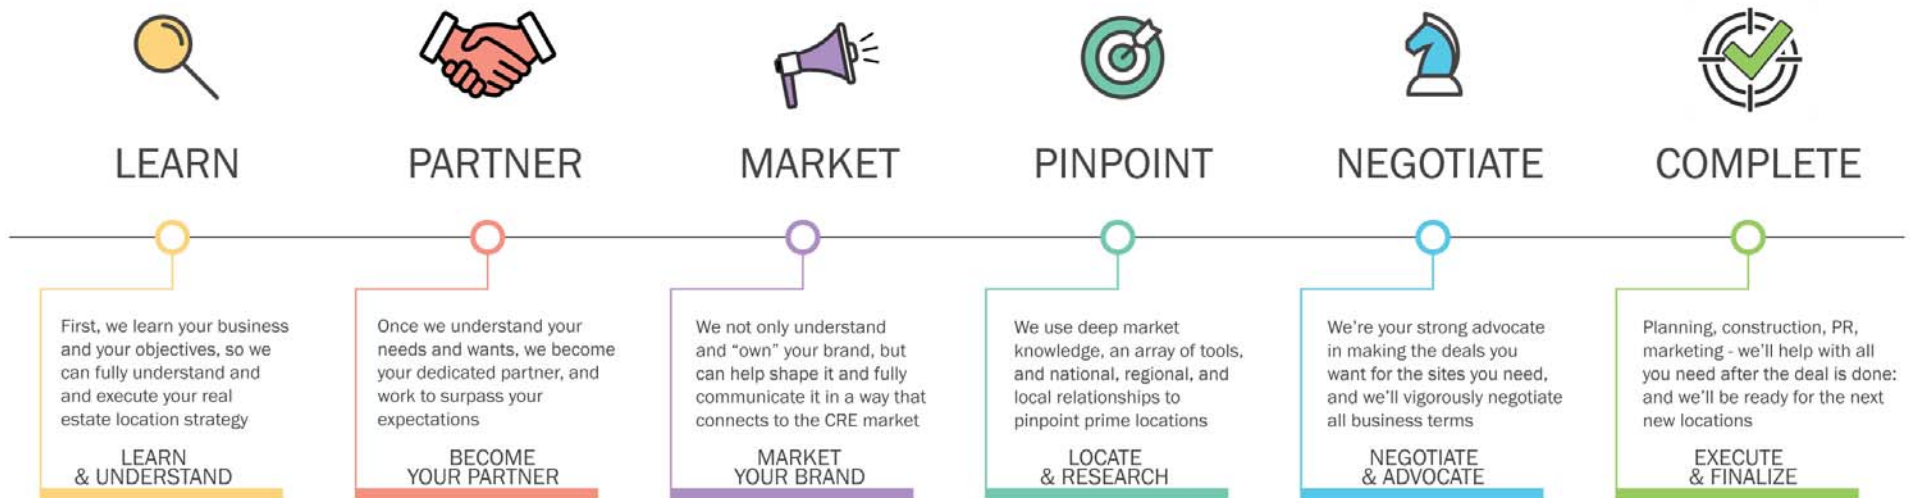 LEARN
PARTNER
MARKET
PINPOINT
NEGOTIATE
COMPLETE
First, we learn your business
and your objectives, so we
can fully understand and
and execute your real
estate location strategy
LEARN
& UNDERSTAND
Once we understand your
needs and wants, we become
your dedicated partner, and
work to surpass your
expectations
BECOME
YOUR PARTNER
We not only understand
and “own” your brand, but
can help shape it and fully
communicate it in a way that
connects to the CRE market
MARKET
YOUR BRAND
We use deep market
knowledge, an array of tools,
and national, regional, and
local relationships to
pinpoint prime locations
LOCATE
& RESEARCH
We’re your strong advocate
in making the deals you
want for the sites you need,
and we’ll vigorously negotiate
all business terms
NEGOTIATE
& ADVOCATE
Planning, construction, PR,
marketing - we’ll help with all
you need after the deal is done:
and we’ll be ready for the next
new locations
EXECUTE
& FINALIZE